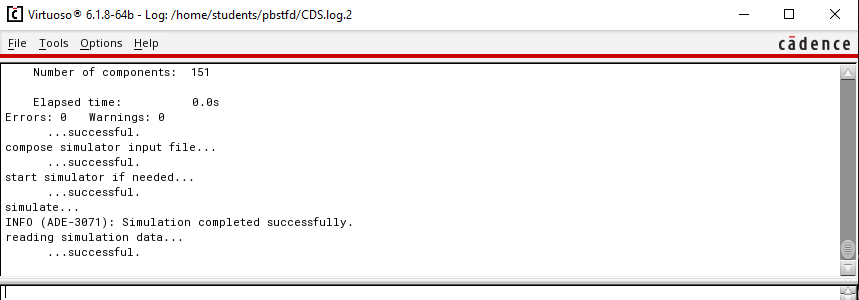 Virtuoso® 6.1.8-64b - Log: /home/students/pbstfd/CDS.log.2
File Tools Options Help
cādence
Number of components: 151
Elapsed time: 0.0s
Errors: 0 Warnings: 0
...successful.
compose simulator input file...
...successful.
start simulator if needed...
...successful.
simulate...
INFO (ADE-3071): Simulation completed successfully.
reading simulation data...
...successful.